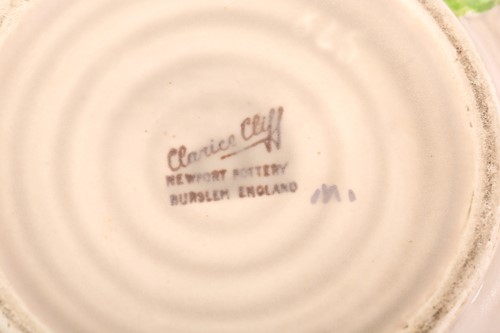 Clarice Cliff
NEWPORT POTTERY
BURSLEM ENGLAND
m.